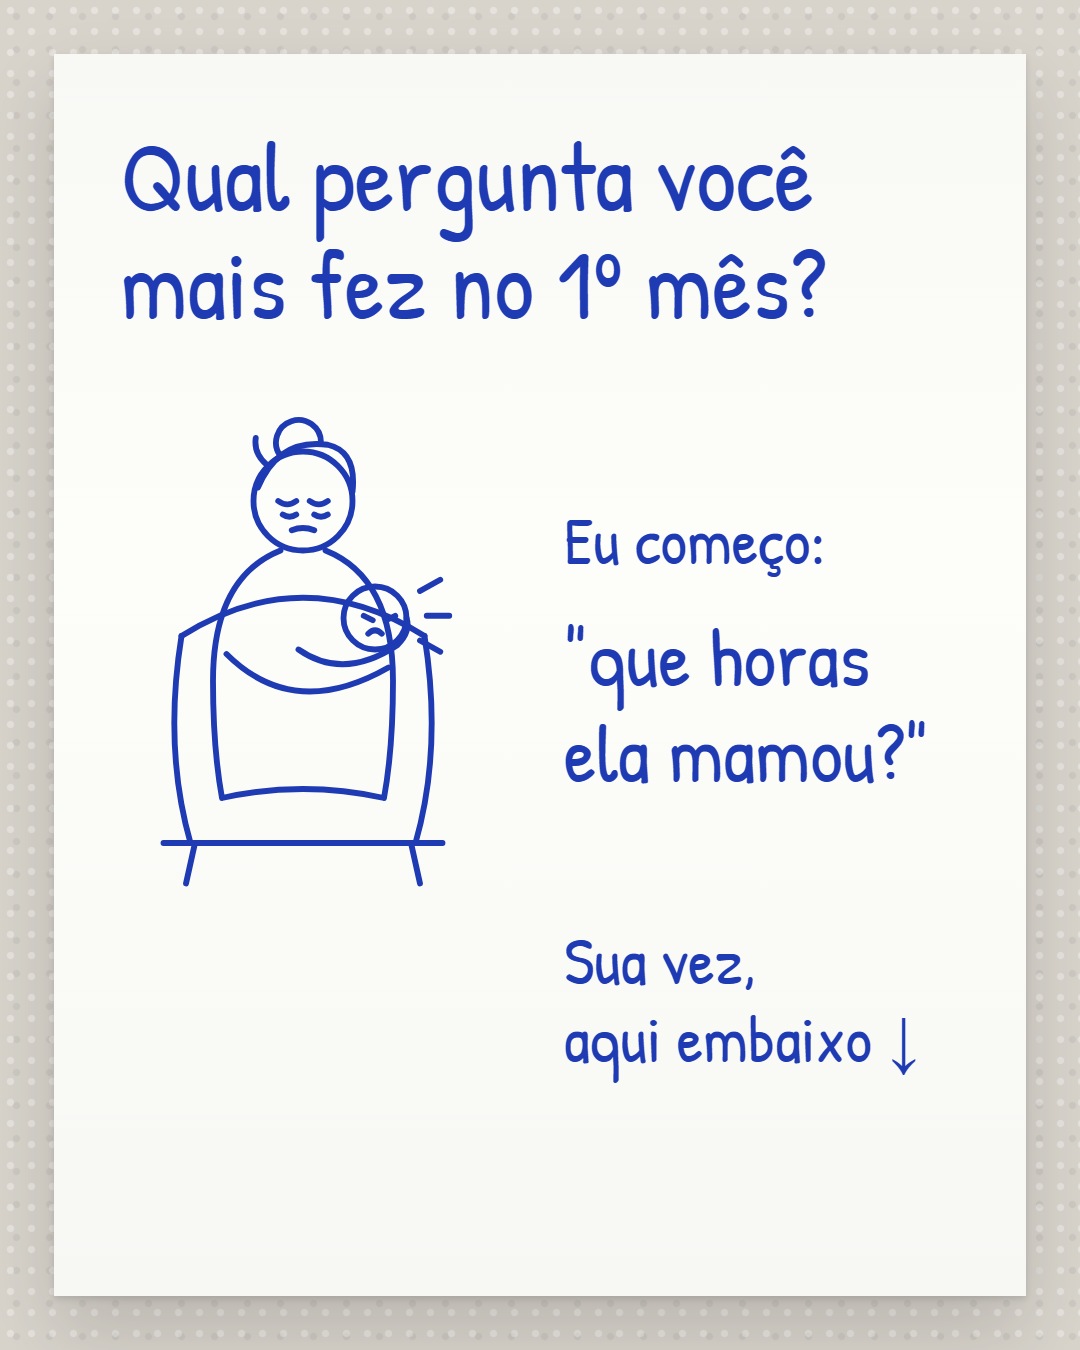 Qual pergunta você
mais fez no 1º mês?
Eu começo:
"que horas
ela mamou?"
Sua vez,
aqui embaixo ↓